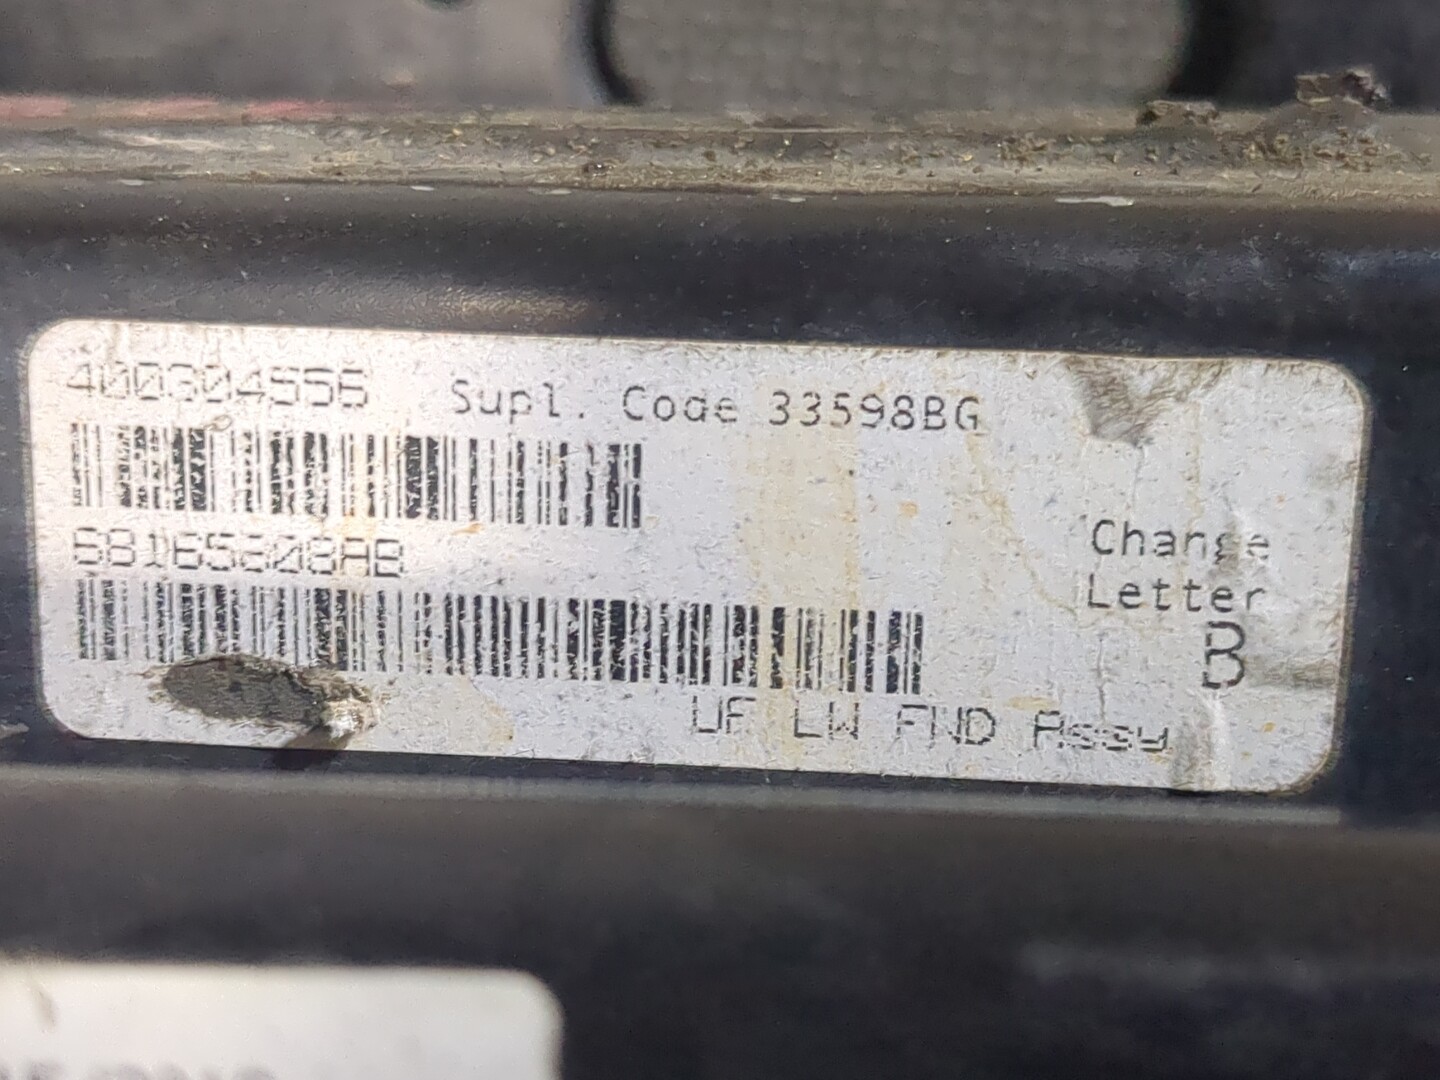 400304556 Supl. Code 33598BG
68165808AB
Change
Letter
B
UF LW FND Assy